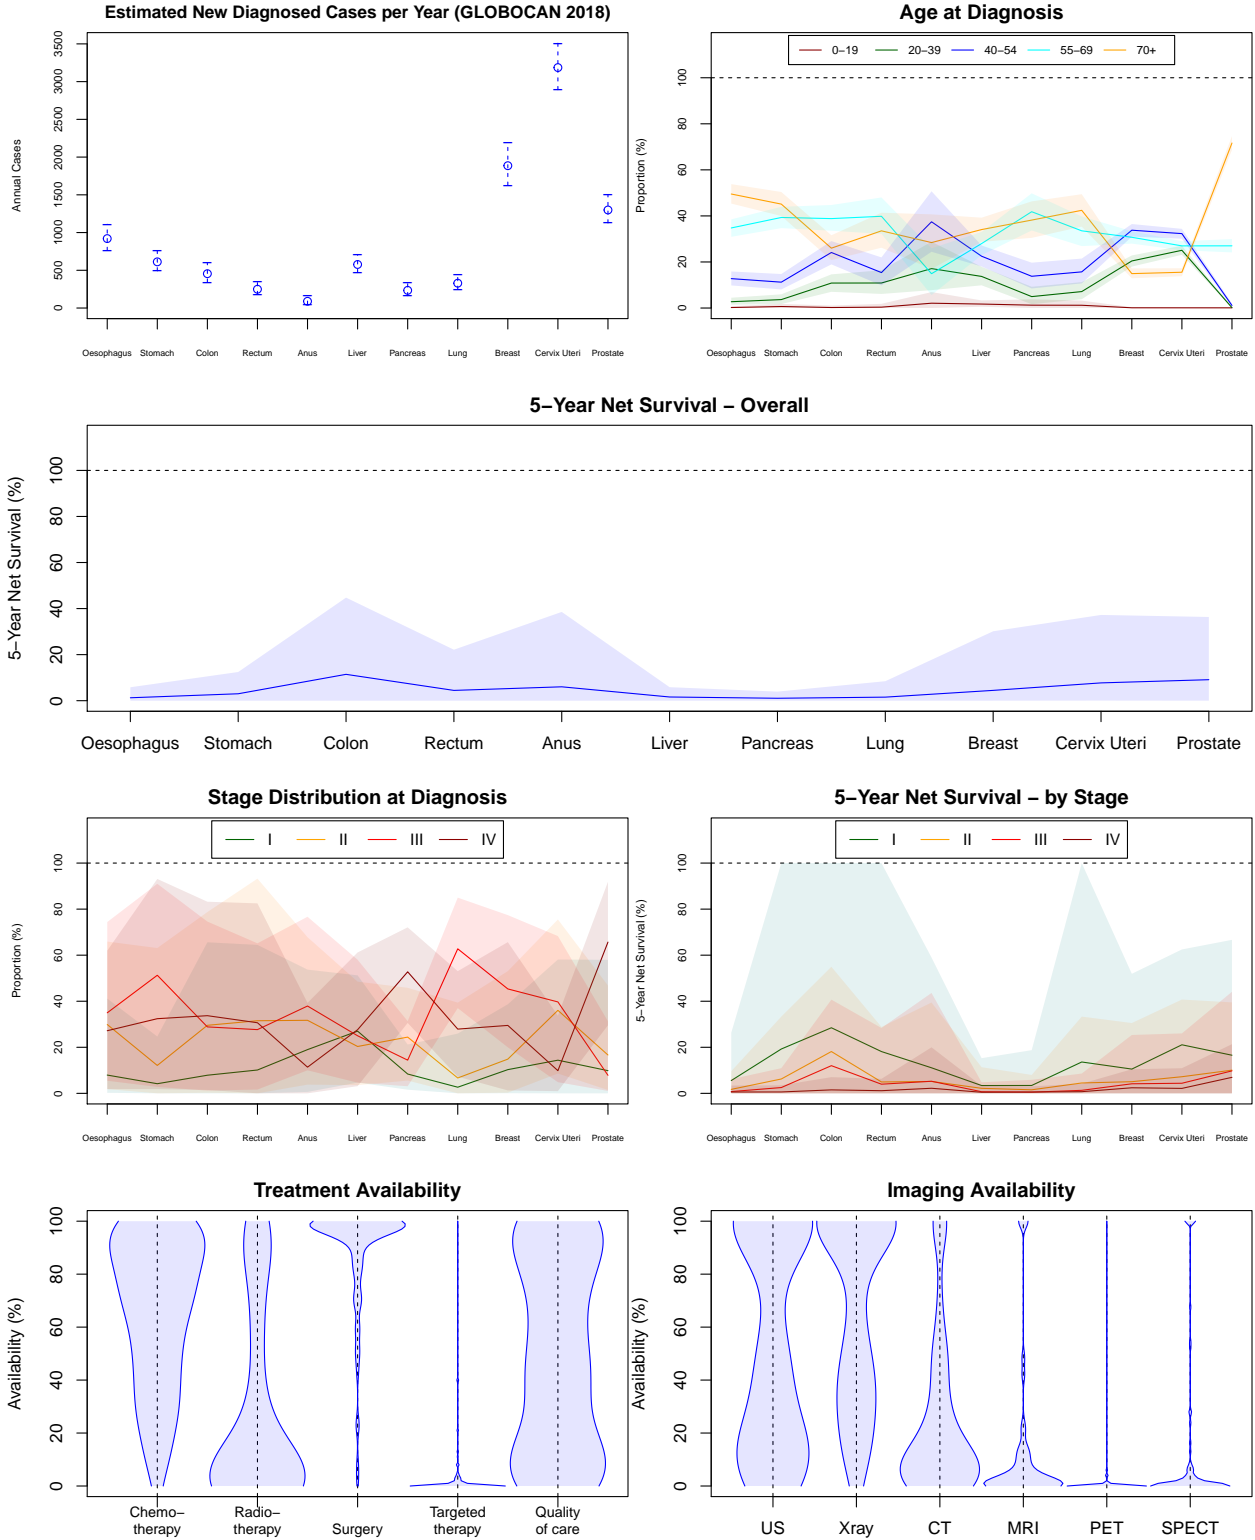 Estimated New Diagnosed Cases per Year (GLOBOCAN 2018)
Annual Cases
3500
3000
2500
2000
1500
1000
500
0
Oesophagus Stomach Colon Rectum Anus Liver Pancreas Lung Breast Cervix Uteri Prostate
Age at Diagnosis
0−19 20−39 40−54 55−69 70+
Proportion (%)
100
80
60
40
20
0
Oesophagus Stomach Colon Rectum Anus Liver Pancreas Lung Breast Cervix Uteri Prostate
5−Year Net Survival − Overall
5−Year Net Survival (%)
100
80
60
40
20
0
Oesophagus Stomach Colon Rectum Anus Liver Pancreas Lung Breast Cervix Uteri Prostate
Stage Distribution at Diagnosis
I II III IV
Proportion (%)
100
80
60
40
20
0
Oesophagus Stomach Colon Rectum Anus Liver Pancreas Lung Breast Cervix Uteri Prostate
5−Year Net Survival − by Stage
I II III IV
5−Year Net Survival (%)
100
80
60
40
20
0
Oesophagus Stomach Colon Rectum Anus Liver Pancreas Lung Breast Cervix Uteri Prostate
Treatment Availability
Availability (%)
100
80
60
40
20
0
Chemo−
therapy
Radio−
therapy
Surgery
Targeted
therapy
Quality
of care
Imaging Availability
Availability (%)
100
80
60
40
20
0
US Xray CT MRI PET SPECT